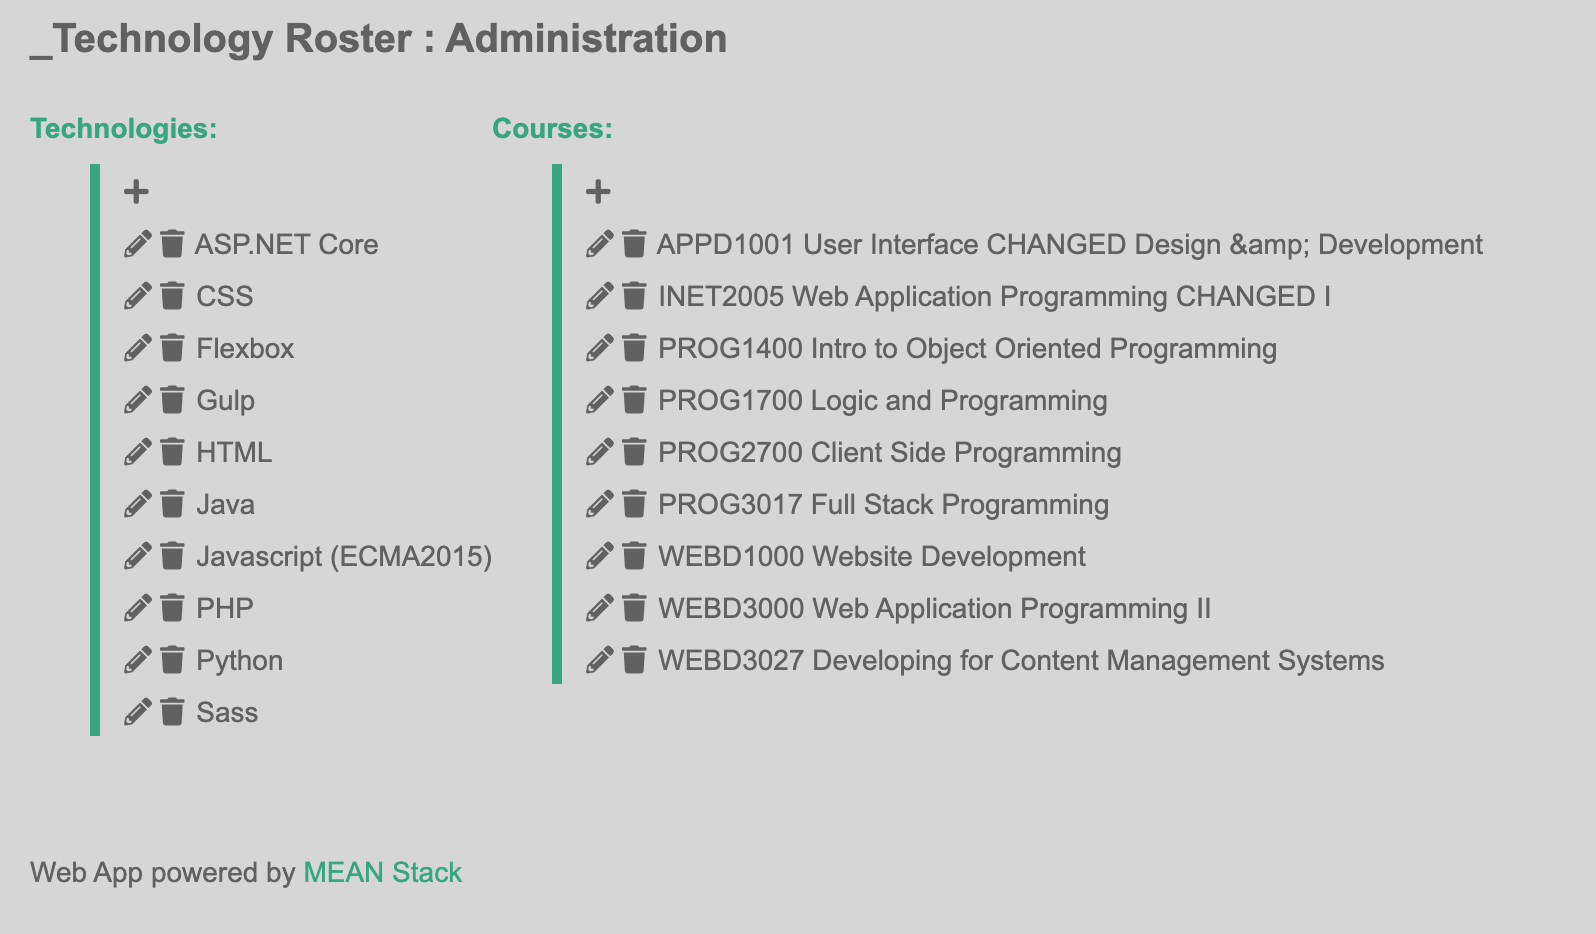 _Technology Roster : Administration
Technologies:
+
ASP.NET Core
CSS
Flexbox
Gulp
HTML
Java
Javascript (ECMA2015)
PHP
Python
Sass
Courses:
+
APPD1001 User Interface CHANGED Design &amp; Development
INET2005 Web Application Programming CHANGED I
PROG1400 Intro to Object Oriented Programming
PROG1700 Logic and Programming
PROG2700 Client Side Programming
PROG3017 Full Stack Programming
WEBD1000 Website Development
WEBD3000 Web Application Programming II
WEBD3027 Developing for Content Management Systems
Web App powered by MEAN Stack